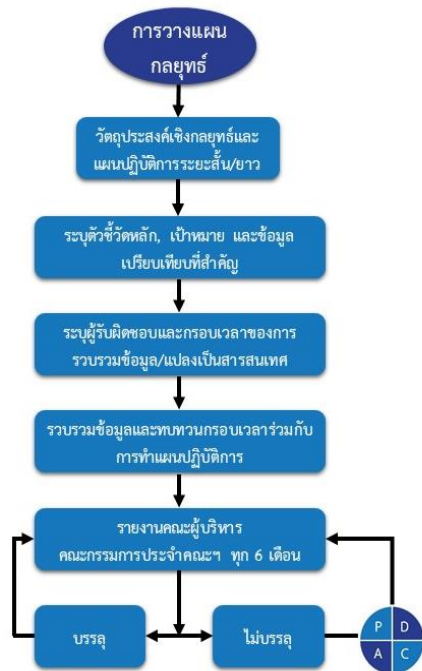 การวางแผน
กลยุทธ์
วัตถุประสงค์เชิงกลยุทธ์และ
แผนปฏิบัติการระยะสั้น/ยาว
ระบุตัวชี้วัดหลัก, เป้าหมาย และข้อมูล
เปรียบเทียบที่สำคัญ
ระบุผู้รับผิดชอบและกรอบเวลาของการ
รวบรวมข้อมูล/แปลงเป็นสารสนเทศ
รวบรวมข้อมูลและทบทวนกรอบเวลาร่วมกับ
การทำแผนปฏิบัติการ
รายงานคณะผู้บริหาร
คณะกรรมการประจำคณะฯ ทุก 6 เดือน
บรรลุ
ไม่บรรลุ
P D
A C